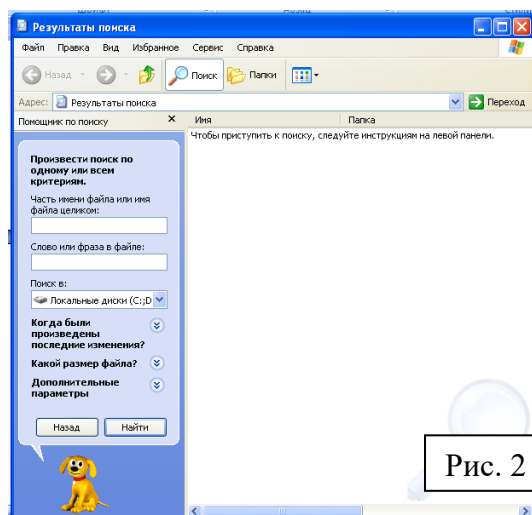 Результаты поиска
Файл Правка Вид Избранное Сервис Справка
Назад Поиск Папки
Адрес: Результаты поиска Переход
Помощник по поиску Имя Папка
Чтобы приступить к поиску, следуйте инструкциям на левой панели.
Произвести поиск по
одному или всем
критериям.
Часть имени файла или имя
файла целиком:
Слово или фраза в файле:
Поиск в:
Локальные диски (C:;D
Когда были
произведены
последние изменения?
Какой размер файла?
Дополнительные
параметры
Назад Найти
Рис. 2